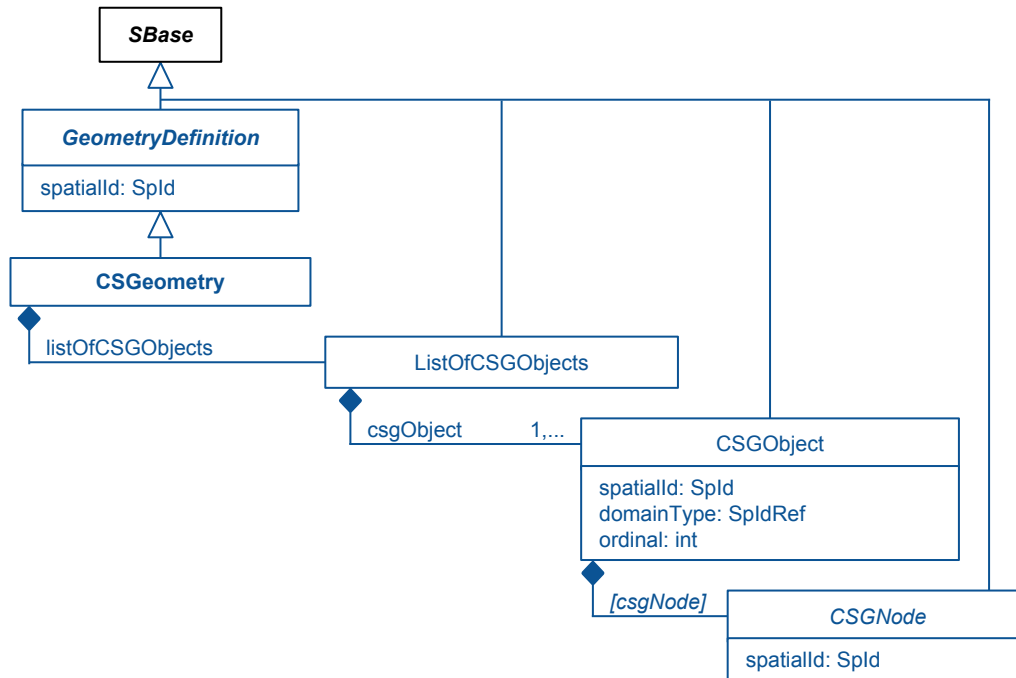 SBase
GeometryDefinition
spatialId: SpId
CSGeometry
listOfCSGObjects
ListOfCSGObjects
csgObject 1,...
CSGObject
spatialId: SpId
domainType: SpIdRef
ordinal: int
[csgNode]
CSGNode
spatialId: SpId